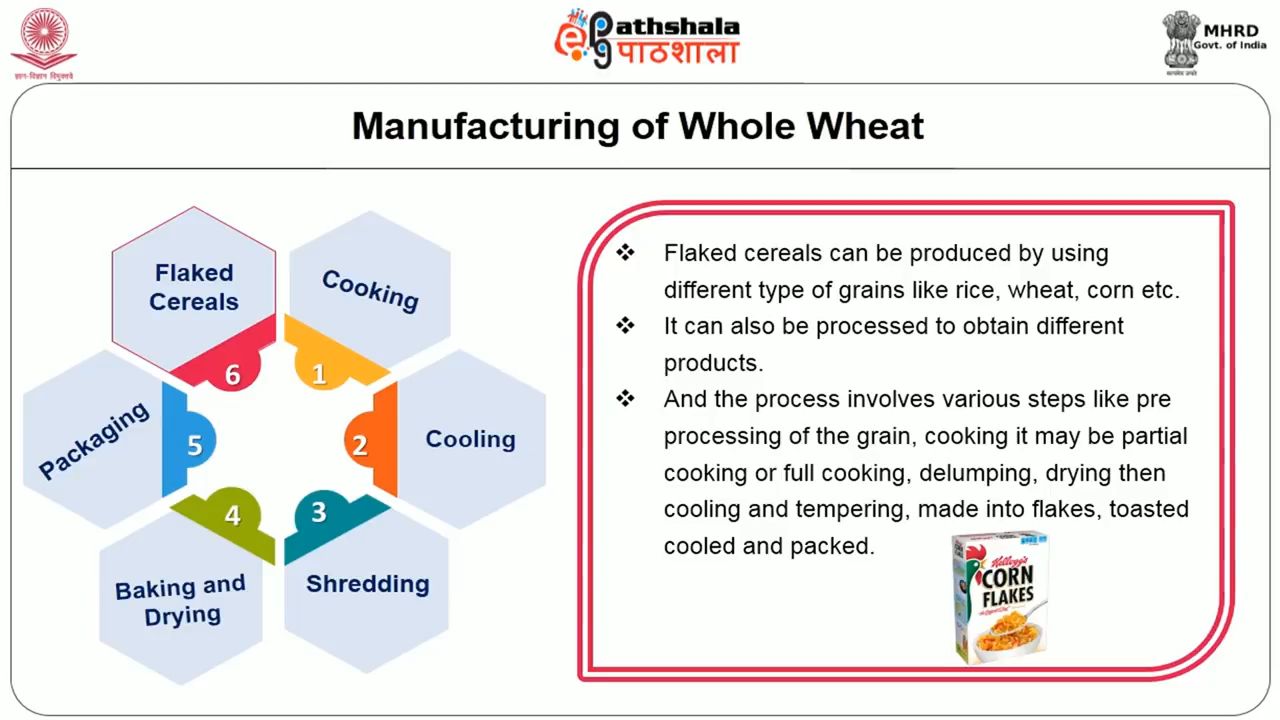 ePathshala
पाठशाला
MHRD
Govt. of India
ज्ञान-विज्ञान विमुक्तये
सत्यमेव जयते
Manufacturing of Whole Wheat
Flaked
Cereals
6
Cooking
1
Cooling
2
Shredding
3
Baking and
Drying
4
Packaging
5
❖ Flaked cereals can be produced by using
different type of grains like rice, wheat, corn etc.
❖ It can also be processed to obtain different
products.
❖ And the process involves various steps like pre
processing of the grain, cooking it may be partial
cooking or full cooking, delumping, drying then
cooling and tempering, made into flakes, toasted
cooled and packed.
Kellogg's
CORN
FLAKES